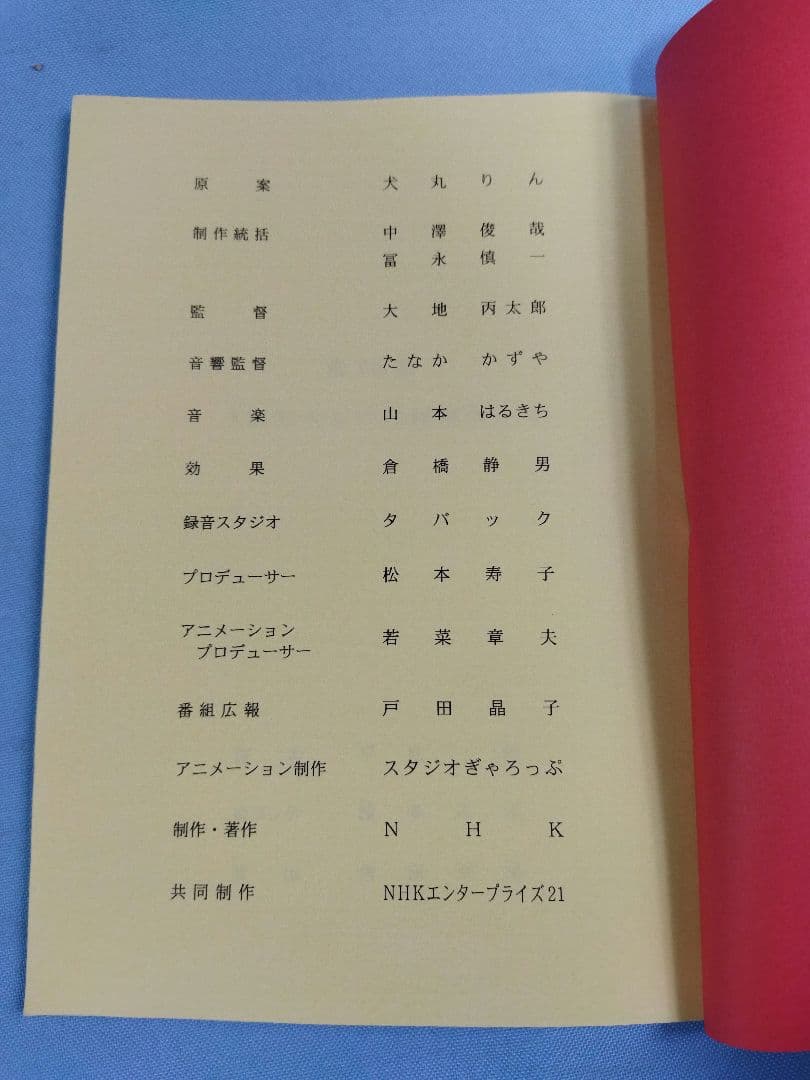 原案 犬丸りん
制作統括 中澤俊哉
冨永慎一
監督 大地丙太郎
音響監督 たなか かずや
音楽 山本 はるきち
効果 倉橋静男
録音スタジオ タバック
プロデューサー 松本寿子
アニメーション
プロデューサー 若菜章夫
番組広報 戸田晶子
アニメーション制作 スタジオぎゃろっぷ
制作・著作 NHK
共同制作 NHKエンタープライズ21